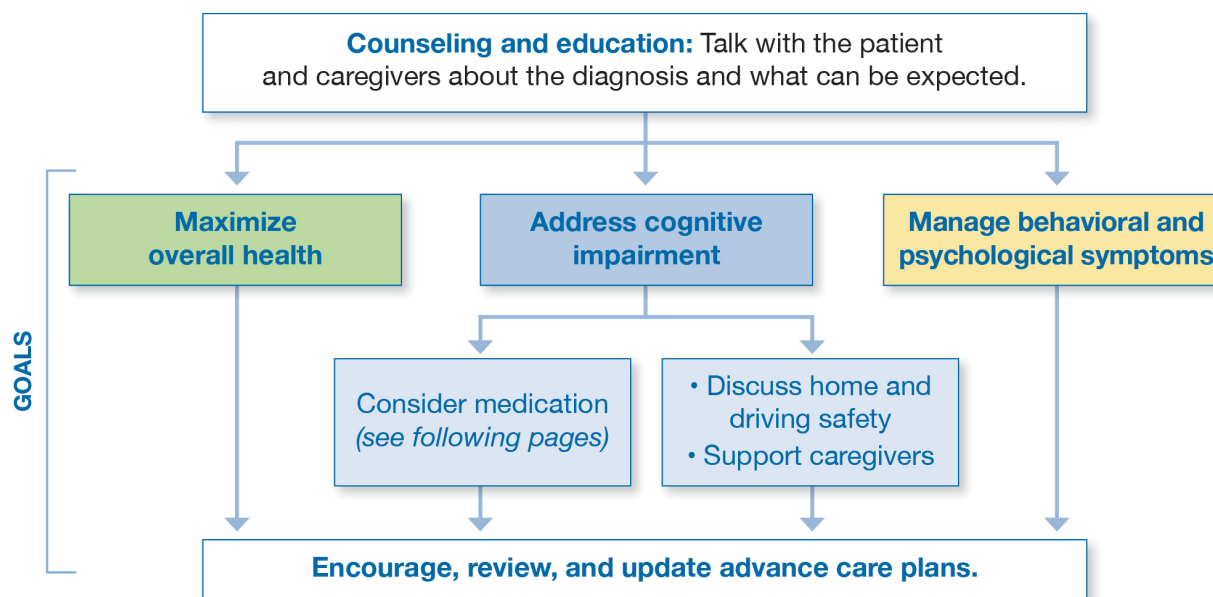 Counseling and education: Talk with the patient
and caregivers about the diagnosis and what can be expected.
GOALS
Maximize
overall health
Address cognitive
impairment
Manage behavioral and
psychological symptoms
Consider medication
(see following pages)
• Discuss home and
driving safety
• Support caregivers
Encourage, review, and update advance care plans.